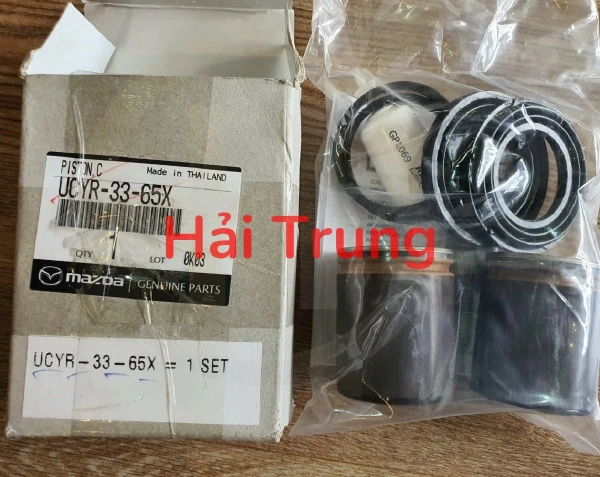 PISTON,C Made in THAILAND
UCYR-33-65X
Hải Trung
QTY 1 LOT 0K03
mazda GENUINE PARTS
UCYR-33-65X = 1 SET
GP1069